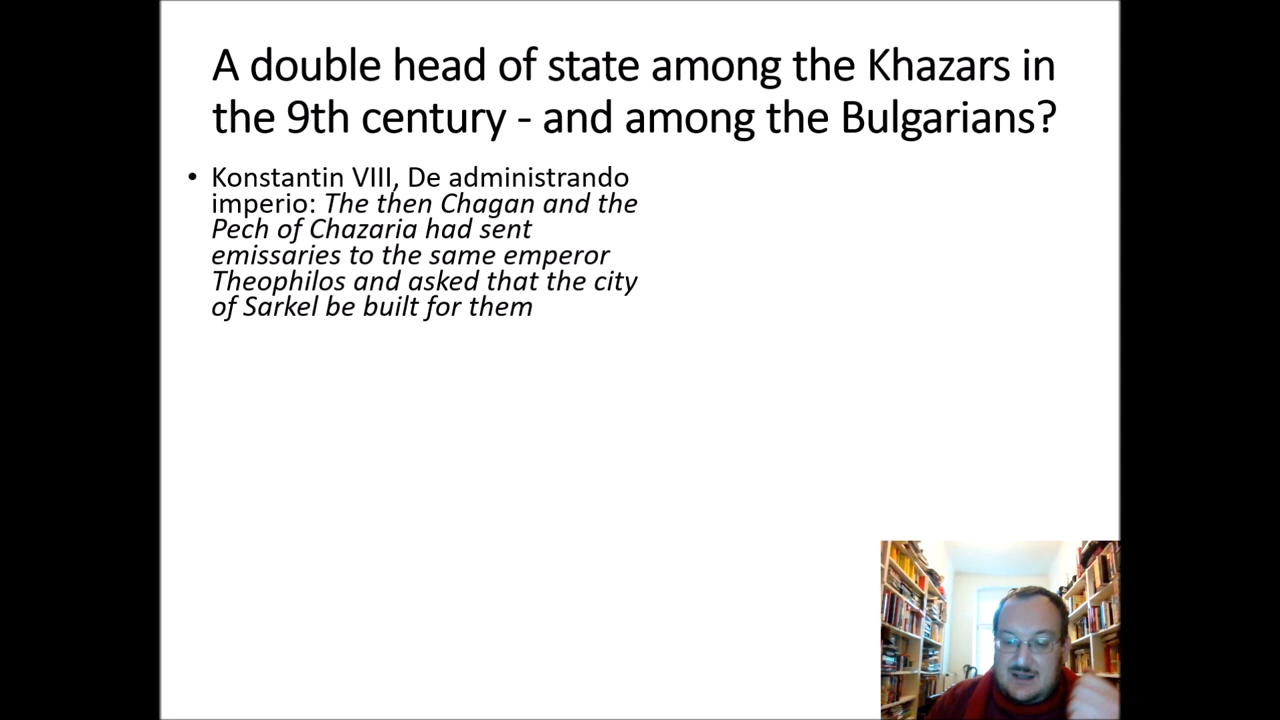 A double head of state among the Khazars in
the 9th century - and among the Bulgarians?
• Konstantin VIII, De administrando
imperio: The then Chagan and the
Pech of Chazaria had sent
emissaries to the same emperor
Theophilos and asked that the city
of Sarkel be built for them